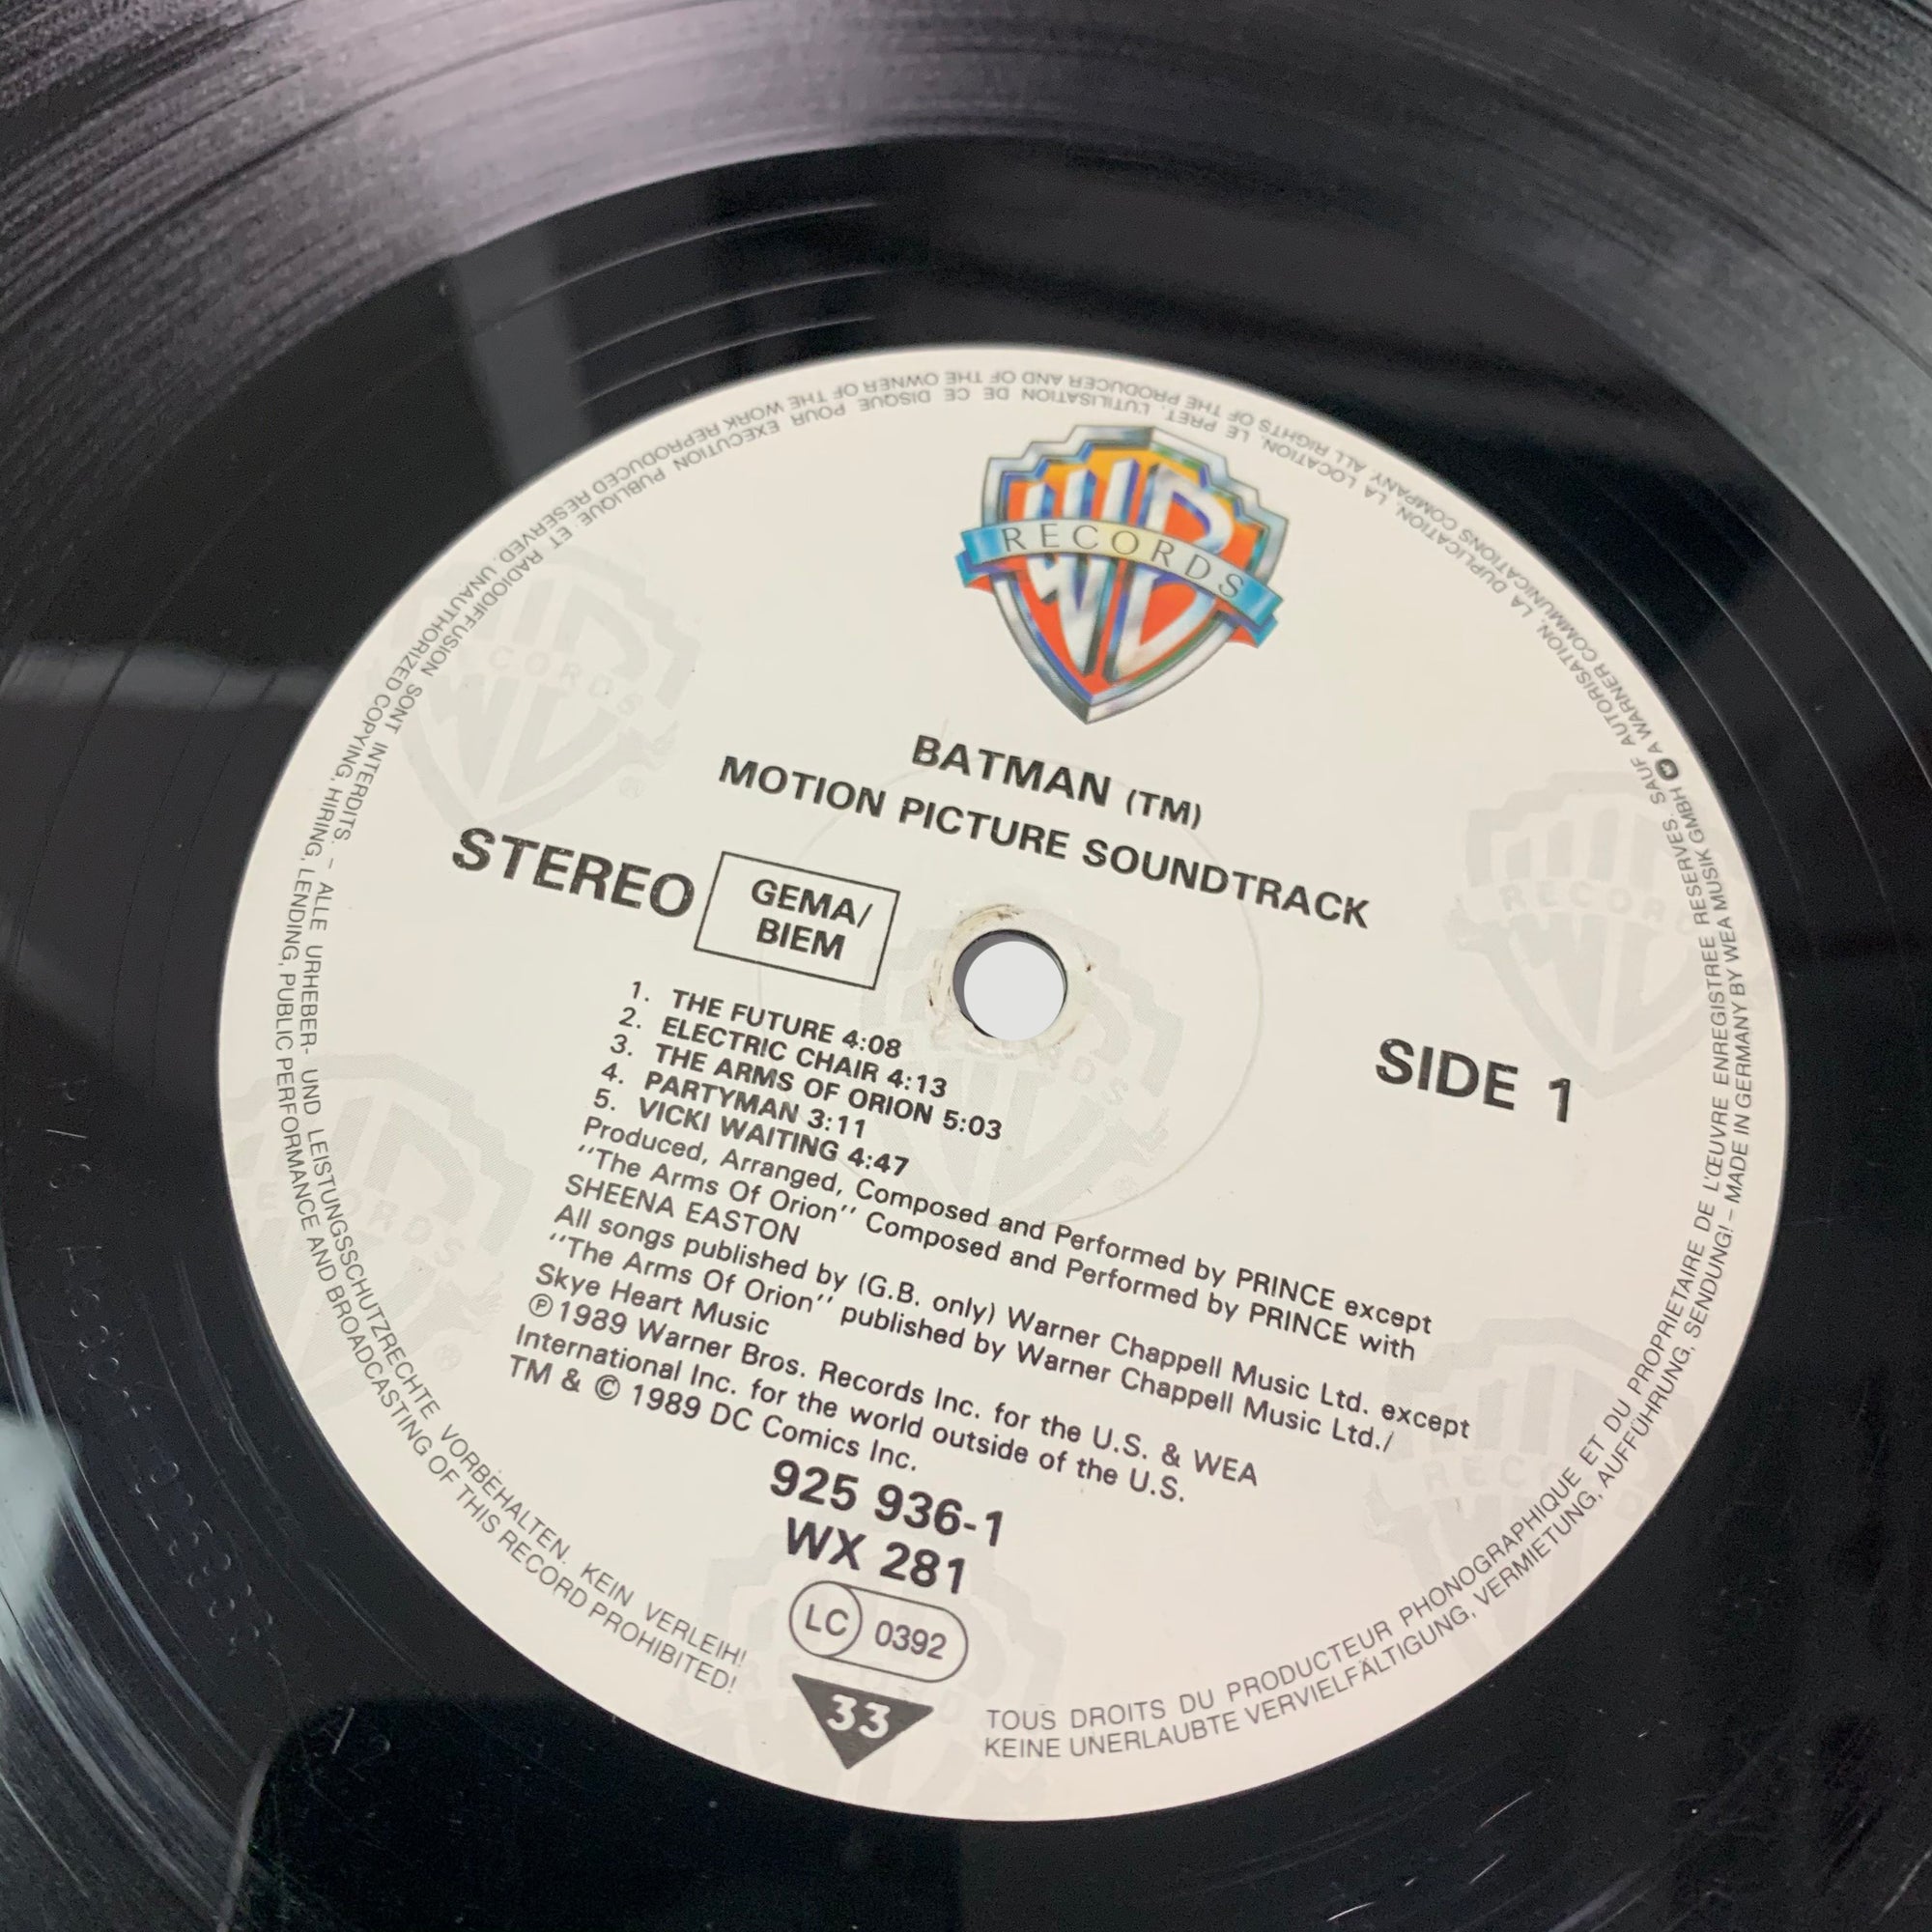 WB
RECORDS
BATMAN (TM)
MOTION PICTURE SOUNDTRACK
STEREO
GEMA/
BIEM
SIDE 1
1. THE FUTURE 4:08
2. ELECTRIC CHAIR 4:13
3. THE ARMS OF ORION 5:03
4. PARTYMAN 3:11
5. VICKI WAITING 4:47
Produced, Arranged, Composed and Performed by PRINCE except
''The Arms Of Orion'' Composed and Performed by PRINCE with
SHEENA EASTON
All songs published by (G.B. only) Warner Chappell Music Ltd. except
''The Arms Of Orion'' published by Warner Chappell Music Ltd./
Skye Heart Music
℗1989 Warner Bros. Records Inc. for the U.S. & WEA
International Inc. for the world outside of the U.S.
TM & © 1989 DC Comics Inc.
925 936-1
WX 281
LC 0392
33
TOUS DROITS DU PRODUCTEUR PHONOGRAPHIQUE ET DU PROPRIETAIRE DE L'ŒUVRE ENREGISTREE RESERVES. SAUF AUTORISATION, LA DUPLICATION, LA LOCATION, LE PRET, L'UTILISATION DE CE DISQUE POUR EXECUTION PUBLIQUE ET RADIODIFFUSION SONT INTERDITS. – ALLE URHEBER- UND LEISTUNGSSCHUTZRECHTE VORBEHALTEN. KEIN VERLEIH!
KEINE UNERLAUBTE VERVIELFÄLTIGUNG, VERMIETUNG, AUFFÜHRUNG, SENDUNG! – MADE IN GERMANY BY WEA MUSIK GMBH A WARNER COMMUNICATIONS COMPANY. ALL RIGHTS OF THE PRODUCER AND OF THE OWNER OF THE WORK REPRODUCED RESERVED. UNAUTHORIZED COPYING, HIRING, LENDING, PUBLIC PERFORMANCE AND BROADCASTING OF THIS RECORD PROHIBITED!